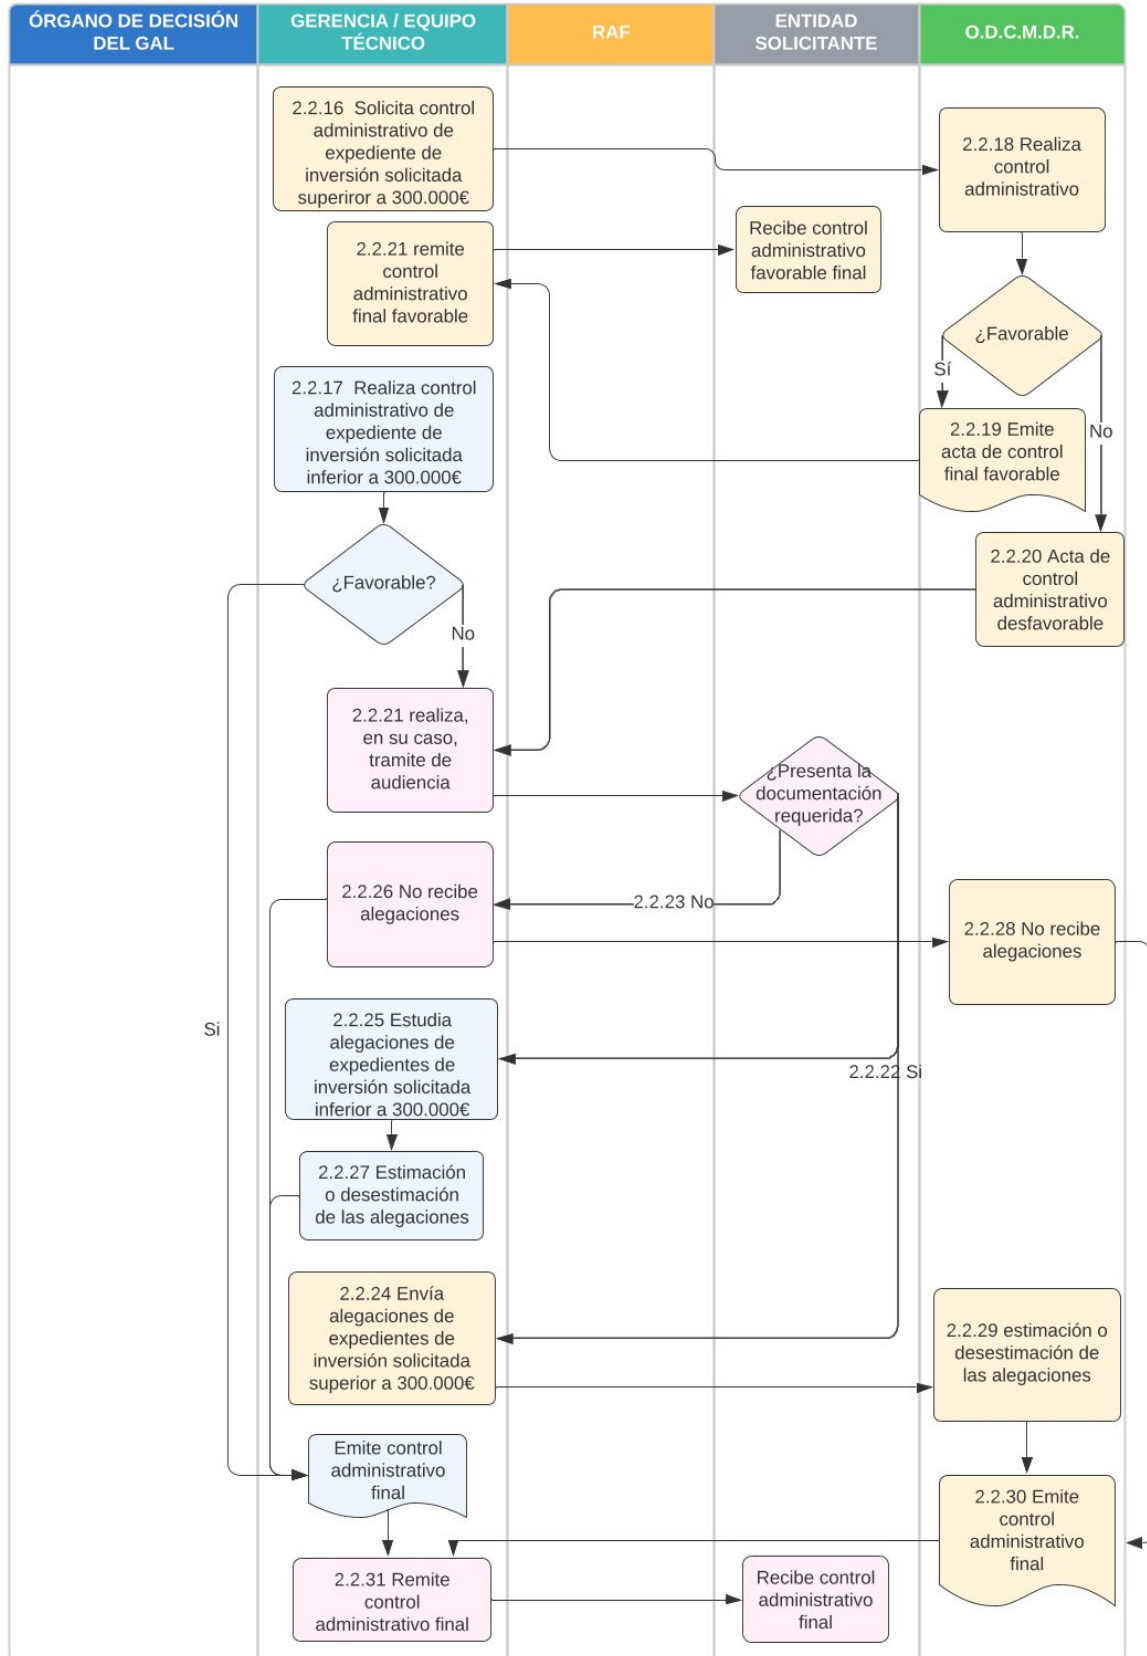 ÓRGANO DE DECISIÓN
DEL GAL
GERENCIA / EQUIPO
TÉCNICO
RAF
ENTIDAD
SOLICITANTE
O.D.C.M.D.R.
2.2.16 Solicita control
administrativo de
expediente de
inversión solicitada
superiror a 300.000€
2.2.18 Realiza
control
administrativo
2.2.21 remite
control
administrativo
final favorable
Recibe control
administrativo
favorable final
¿Favorable
Sí
No
2.2.17 Realiza control
administrativo de
expediente de
inversión solicitada
inferior a 300.000€
2.2.19 Emite
acta de control
final favorable
¿Favorable?
No
Si
2.2.20 Acta de
control
administrativo
desfavorable
2.2.21 realiza,
en su caso,
tramite de
audiencia
¿Presenta la
documentación
requerida?
2.2.26 No recibe
alegaciones
2.2.23 No
2.2.28 No recibe
alegaciones
2.2.25 Estudia
alegaciones de
expedientes de
inversión solicitada
inferior a 300.000€
2.2.22 Si
2.2.27 Estimación
o desestimación
de las alegaciones
2.2.24 Envía
alegaciones de
expedientes de
inversión solicitada
superior a 300.000€
2.2.29 estimación o
desestimación de
las alegaciones
Emite control
administrativo
final
2.2.30 Emite
control
administrativo
final
2.2.31 Remite
control
administrativo final
Recibe control
administrativo
final